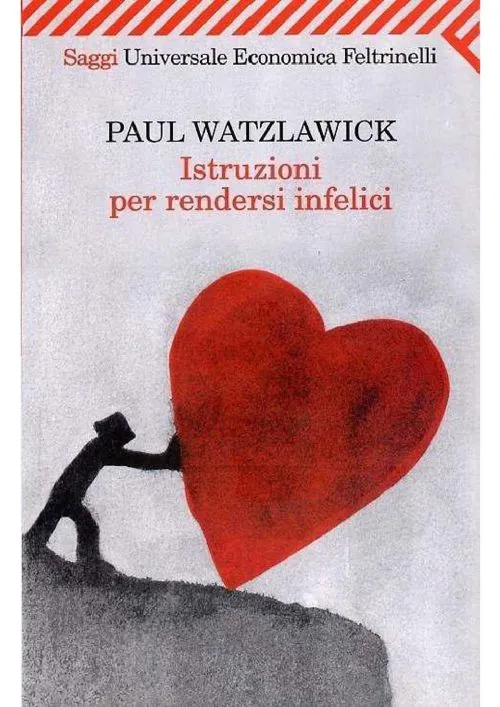 Saggi Universale Economica Feltrinelli
PAUL WATZLAWICK
Istruzioni
per rendersi infelici